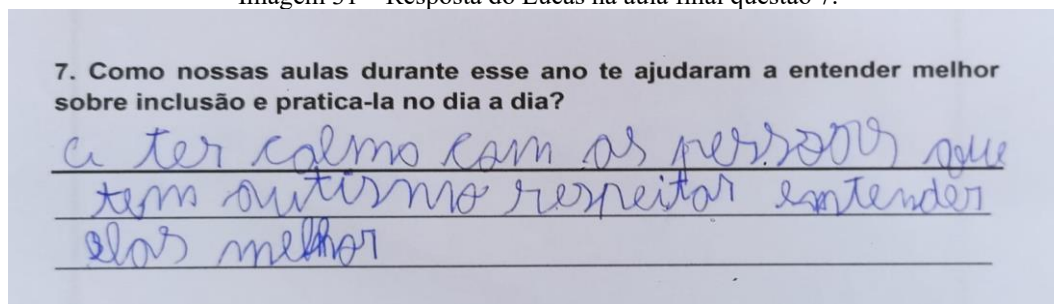 Imagem 31 – Resposta do Lucas na aula final questão 7.
7. Como nossas aulas durante esse ano te ajudaram a entender melhor
sobre inclusão e pratica-la no dia a dia?
a ter calma com as pessoas que
tem autismo respeitar emtender
elas melhor